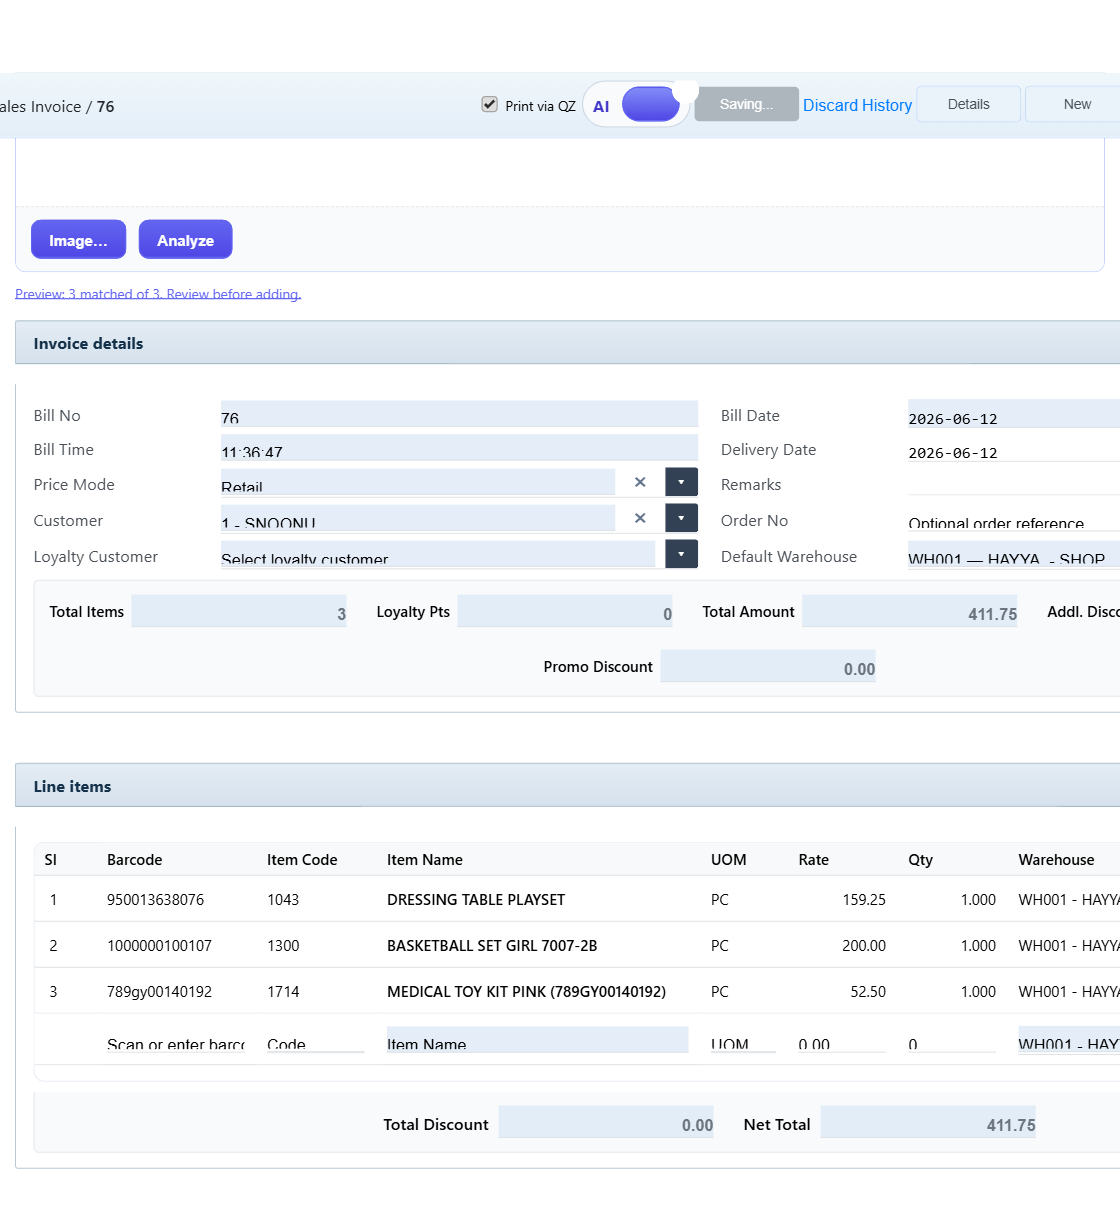 ales Invoice / 76 Print via QZ AI Saving... Discard History Details New
Image... Analyze
Preview: 3 matched of 3. Review before adding.
Invoice details
Bill No 76 Bill Date 2026-06-12
Bill Time 11:36:47 Delivery Date 2026-06-12
Price Mode Retail Remarks
Customer 1 - SNOONU Order No Optional order reference
Loyalty Customer Select loyalty customer Default Warehouse WH001 — HAYYA - SHOP
Total Items 3 Loyalty Pts 0 Total Amount 411.75 Addl. Disco
Promo Discount 0.00
Line items
Sl Barcode Item Code Item Name UOM Rate Qty Warehouse
1 950013638076 1043 DRESSING TABLE PLAYSET PC 159.25 1.000 WH001 - HAYYA
2 1000000100107 1300 BASKETBALL SET GIRL 7007-2B PC 200.00 1.000 WH001 - HAYYA
3 789gy00140192 1714 MEDICAL TOY KIT PINK (789GY00140192) PC 52.50 1.000 WH001 - HAYYA
Scan or enter barco Code Item Name UOM 0.00 0 WH001 - HAY
Total Discount 0.00 Net Total 411.75